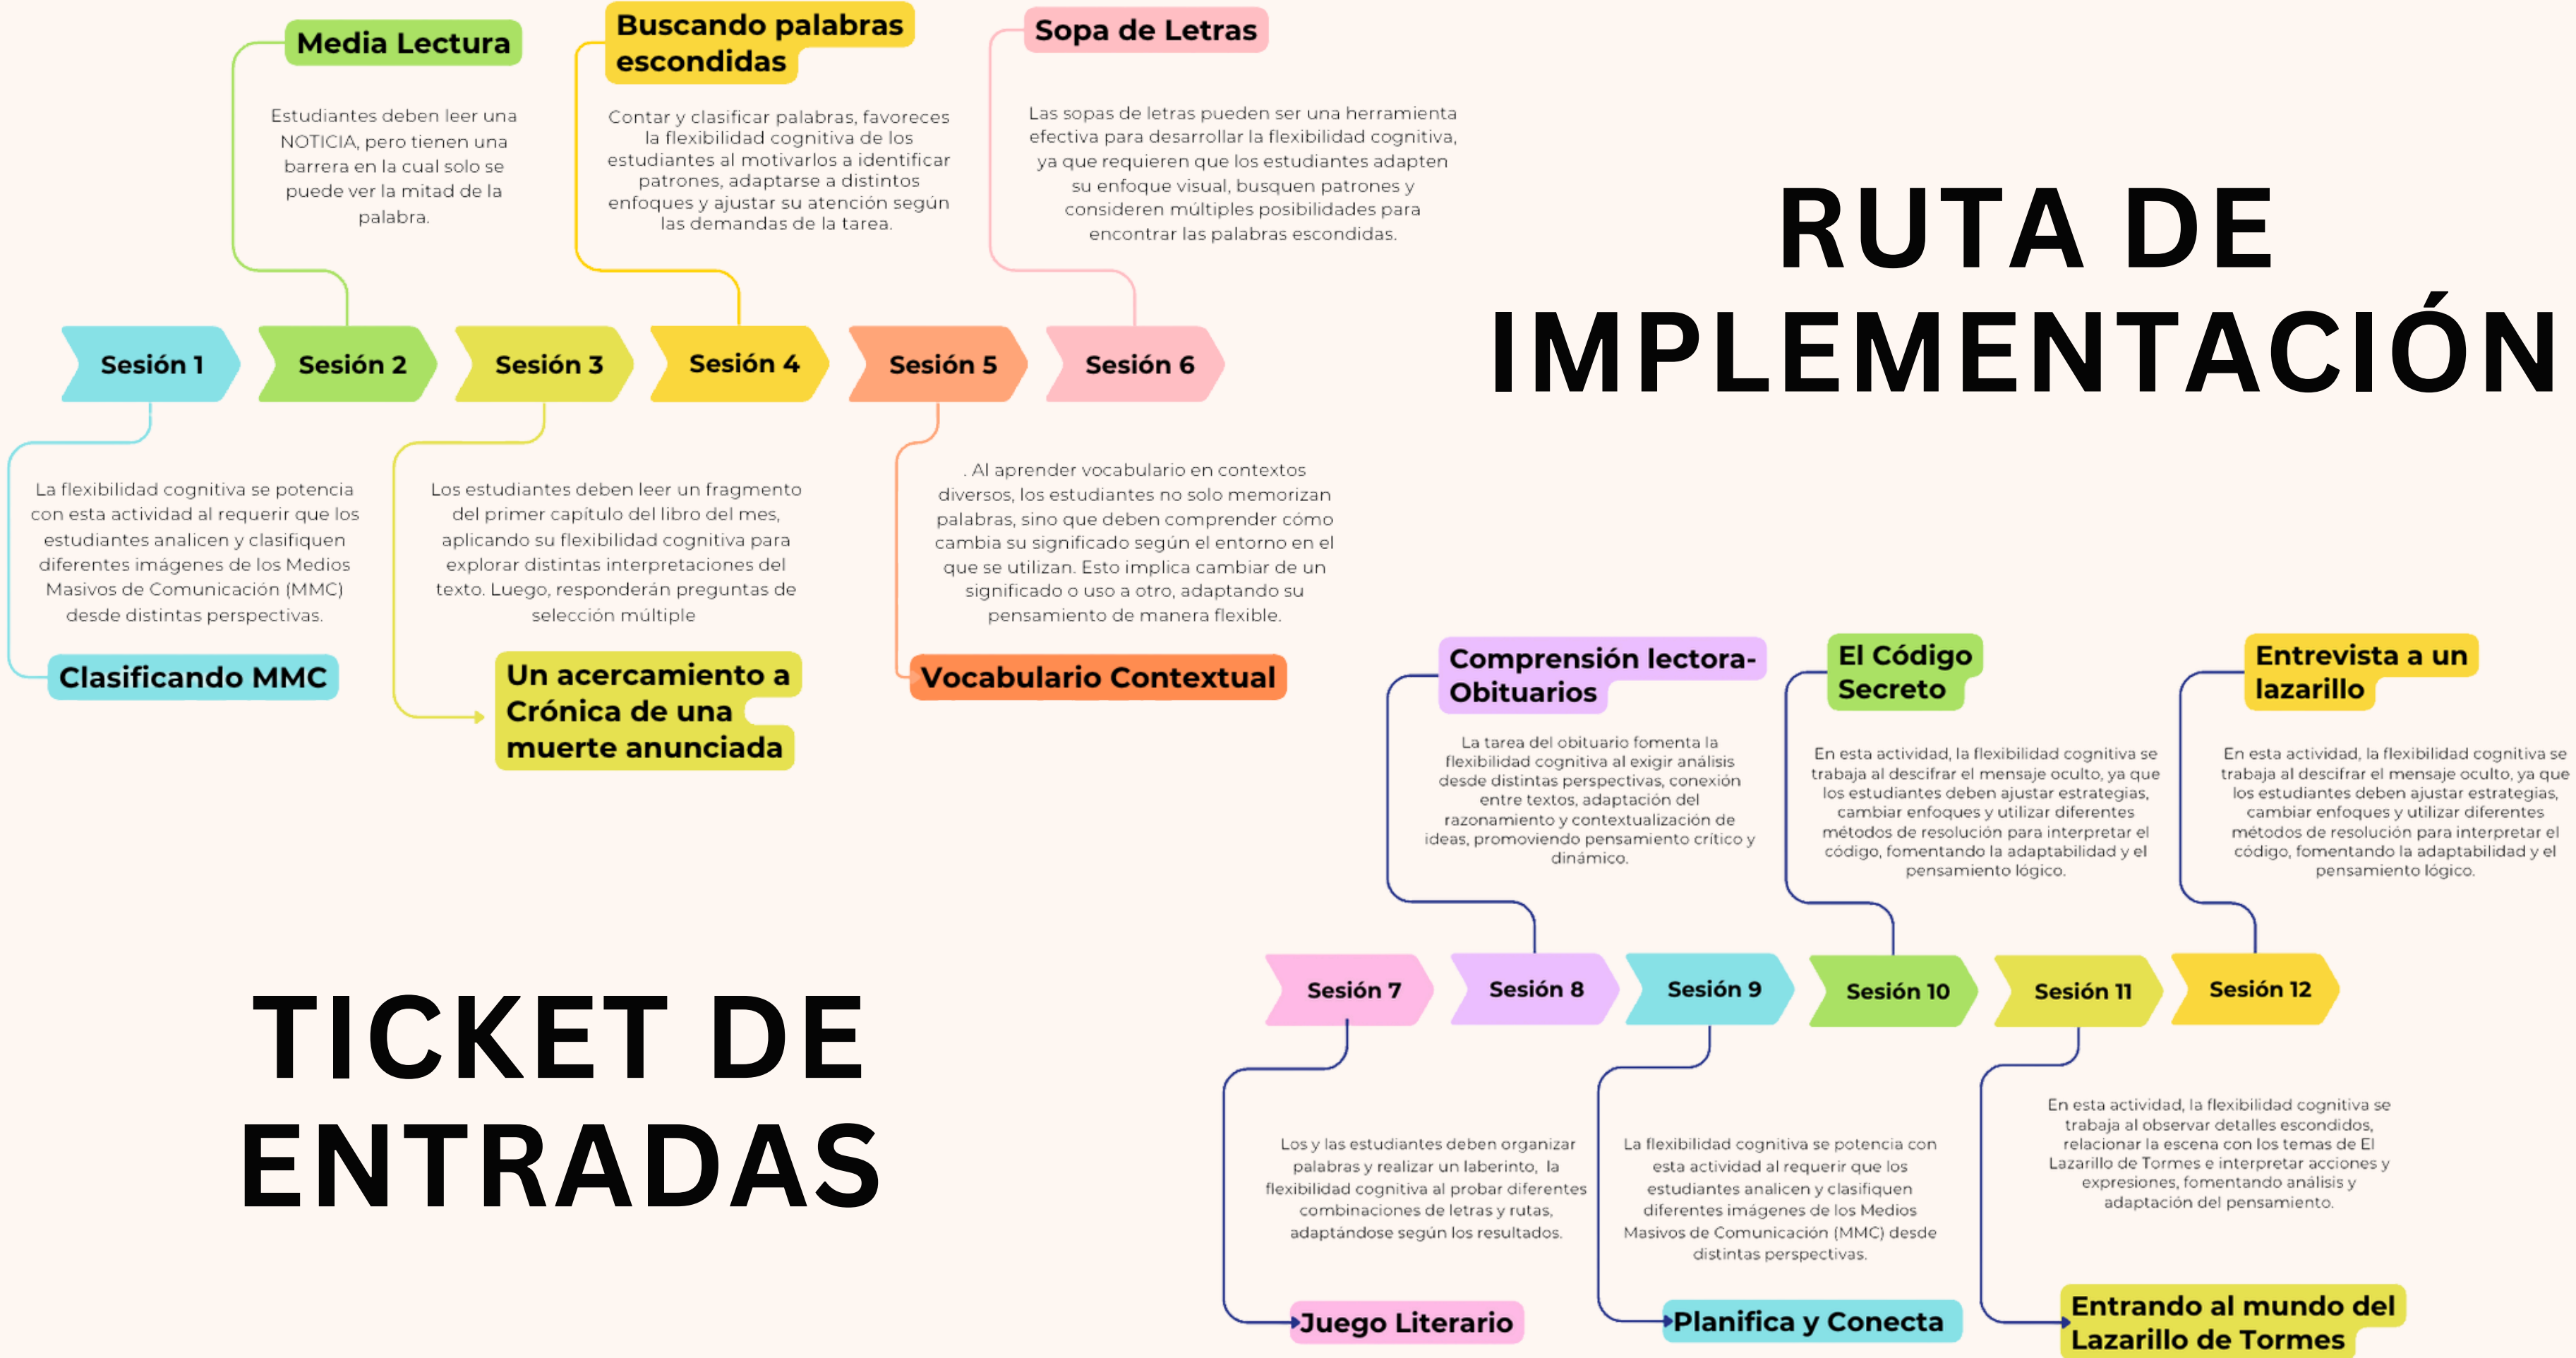 Media Lectura
Estudiantes deben leer una
NOTICIA, pero tienen una
barrera en la cual solo se
puede ver la mitad de la
palabra.
Buscando palabras
escondidas
Contar y clasificar palabras, favoreces
la flexibilidad cognitiva de los
estudiantes al motivarlos a identificar
patrones, adaptarse a distintos
enfoques y ajustar su atención según
las demandas de la tarea.
Sopa de Letras
Las sopas de letras pueden ser una herramienta
efectiva para desarrollar la flexibilidad cognitiva,
ya que requieren que los estudiantes adapten
su enfoque visual, busquen patrones y
consideren múltiples posibilidades para
encontrar las palabras escondidas.
RUTA DE
IMPLEMENTACIÓN
Sesión 1
Sesión 2
Sesión 3
Sesión 4
Sesión 5
Sesión 6
La flexibilidad cognitiva se potencia
con esta actividad al requerir que los
estudiantes analicen y clasifiquen
diferentes imágenes de los Medios
Masivos de Comunicación (MMC)
desde distintas perspectivas.
Clasificando MMC
Los estudiantes deben leer un fragmento
del primer capítulo del libro del mes,
aplicando su flexibilidad cognitiva para
explorar distintas interpretaciones del
texto. Luego, responderán preguntas de
selección múltiple
Un acercamiento a
Crónica de una
muerte anunciada
. Al aprender vocabulario en contextos
diversos, los estudiantes no solo memorizan
palabras, sino que deben comprender cómo
cambia su significado según el entorno en el
que se utilizan. Esto implica cambiar de un
significado o uso a otro, adaptando su
pensamiento de manera flexible.
Vocabulario Contextual
Comprensión lectora-
Obituarios
La tarea del obituario fomenta la
flexibilidad cognitiva al exigir análisis
desde distintas perspectivas, conexión
entre textos, adaptación del
razonamiento y contextualización de
ideas, promoviendo pensamiento crítico y
dinámico.
El Código
Secreto
En esta actividad, la flexibilidad cognitiva se
trabaja al descifrar el mensaje oculto, ya que
los estudiantes deben ajustar estrategias,
cambiar enfoques y utilizar diferentes
métodos de resolución para interpretar el
código, fomentando la adaptabilidad y el
pensamiento lógico.
Entrevista a un
lazarillo
En esta actividad, la flexibilidad cognitiva se
trabaja al descifrar el mensaje oculto, ya que
los estudiantes deben ajustar estrategias,
cambiar enfoques y utilizar diferentes
métodos de resolución para interpretar el
código, fomentando la adaptabilidad y el
pensamiento lógico.
TICKET DE
ENTRADAS
Sesión 7
Sesión 8
Sesión 9
Sesión 10
Sesión 11
Sesión 12
Los y las estudiantes deben organizar
palabras y realizar un laberinto, la
flexibilidad cognitiva al probar diferentes
combinaciones de letras y rutas,
adaptándose según los resultados.
Juego Literario
La flexibilidad cognitiva se potencia con
esta actividad al requerir que los
estudiantes analicen y clasifiquen
diferentes imágenes de los Medios
Masivos de Comunicación (MMC) desde
distintas perspectivas.
Planifica y Conecta
En esta actividad, la flexibilidad cognitiva se
trabaja al observar detalles escondidos,
relacionar la escena con los temas de El
Lazarillo de Tormes e interpretar acciones y
expresiones, fomentando análisis y
adaptación del pensamiento.
Entrando al mundo del
Lazarillo de Tormes